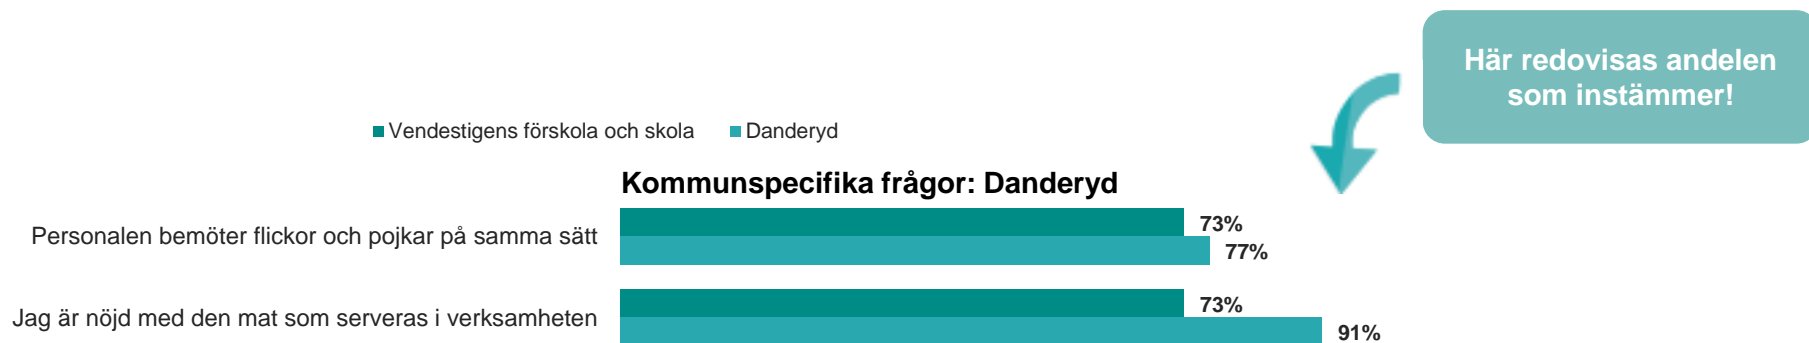 Här redovisas andelen
som instämmer!
Vendestigens förskola och skola
Danderyd
Kommunspecifika frågor: Danderyd
Personalen bemöter flickor och pojkar på samma sätt
73%
77%
Jag är nöjd med den mat som serveras i verksamheten
73%
91%